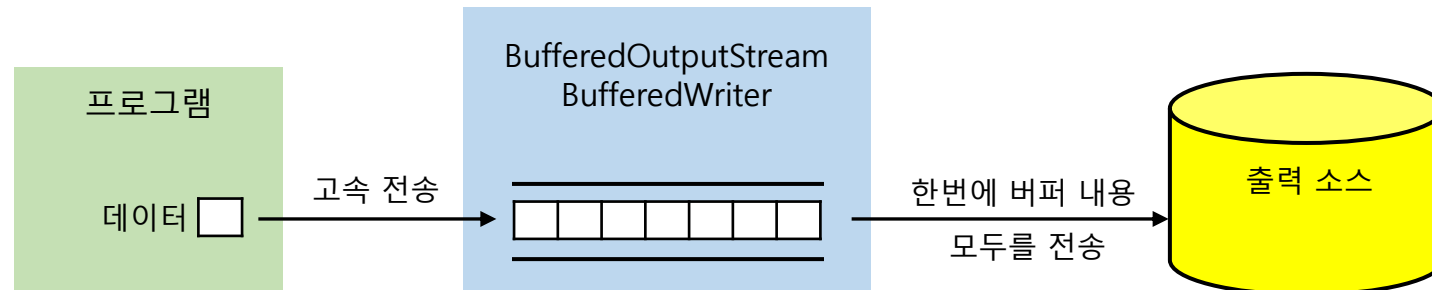 프로그램
데이터
고속 전송
BufferedOutputStream
BufferedWriter
한번에 버퍼 내용
모두를 전송
출력 소스